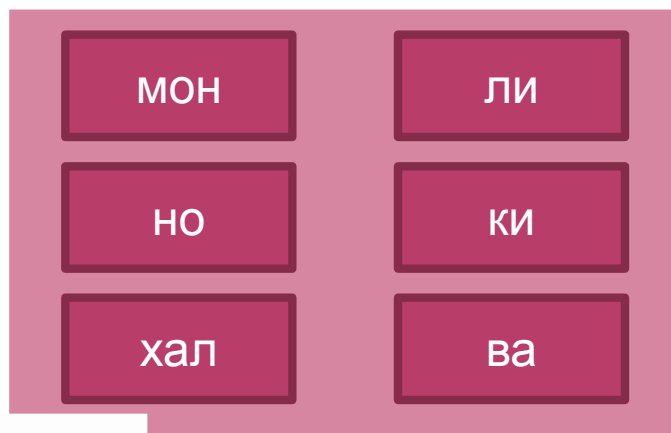 мон ли
но ки
хал ва